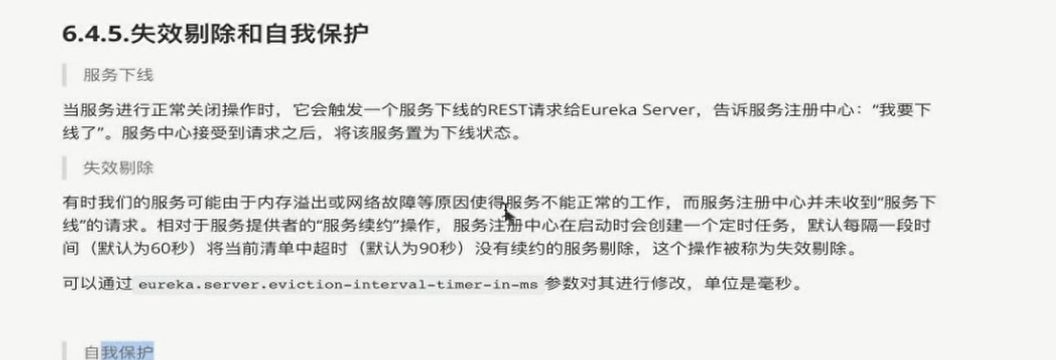 6.4.5.失效剔除和自我保护
服务下线
当服务进行正常关闭操作时，它会触发一个服务下线的REST请求给Eureka Server，告诉服务注册中心：“我要下
线了”。服务中心接受到请求之后，将该服务置为下线状态。
失效剔除
有时我们的服务可能由于内存溢出或网络故障等原因使得服务不能正常的工作，而服务注册中心并未收到“服务下
线”的请求。相对于服务提供者的“服务续约”操作，服务注册中心在启动时会创建一个定时任务，默认每隔一段时
间（默认为60秒）将当前清单中超时（默认为90秒）没有续约的服务剔除，这个操作被称为失效剔除。
可以通过 eureka.server.eviction-interval-timer-in-ms 参数对其进行修改，单位是毫秒。
自我保护